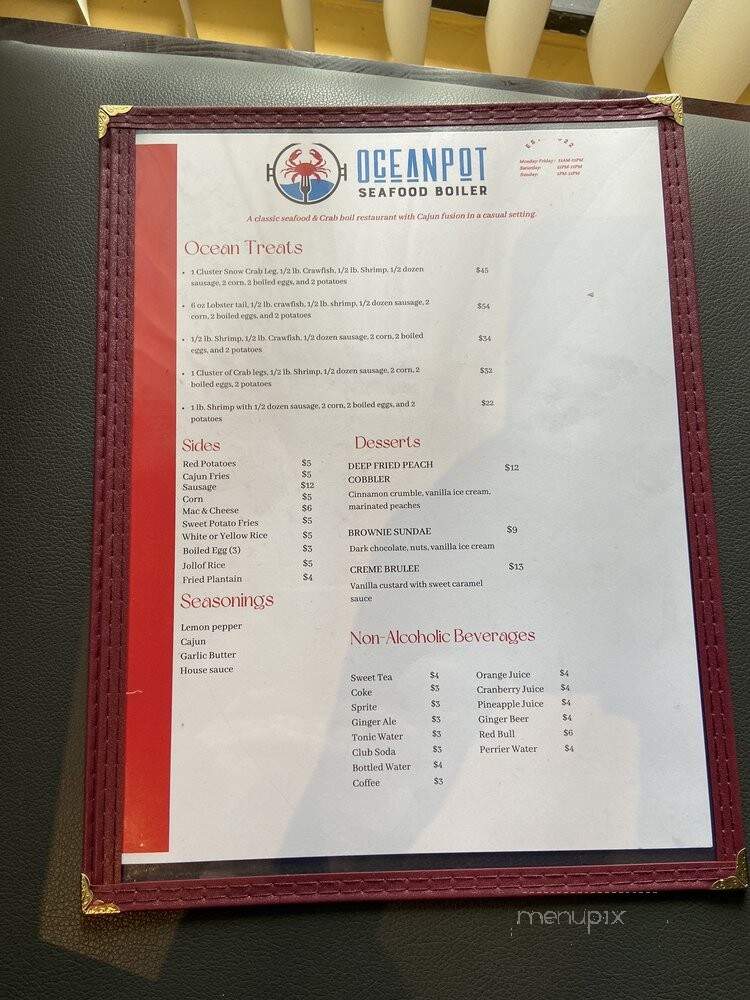 OCEANPOT
SEAFOOD BOILER
Monday-Friday: 11AM-11PM
Saturday: 12PM-11PM
Sunday: 1PM-11PM
A classic seafood & Crab boil restaurant with Cajun fusion in a casual setting.
Ocean Treats
• 1 Cluster Snow Crab Leg, 1/2 lb. Crawfish, 1/2 lb. Shrimp, 1/2 dozen $45
sausage, 2 corn, 2 boiled eggs, and 2 potatoes
• 6 oz Lobster tail, 1/2 lb. crawfish, 1/2 lb. shrimp, 1/2 dozen sausage, 2 $54
corn, 2 boiled eggs, and 2 potatoes
• 1/2 lb. Shrimp, 1/2 lb. Crawfish, 1/2 dozen sausage, 2 corn, 2 boiled $34
eggs, and 2 potatoes
• 1 Cluster of Crab legs, 1/2 lb. Shrimp, 1/2 dozen sausage, 2 corn, 2 $32
boiled eggs, 2 potatoes
• 1 lb. Shrimp with 1/2 dozen sausage, 2 corn, 2 boiled eggs, and 2 $22
potatoes
Sides
Red Potatoes $5
Cajun Fries $5
Sausage $12
Corn $5
Mac & Cheese $6
Sweet Potato Fries $5
White or Yellow Rice $5
Boiled Egg (3) $3
Jollof Rice $5
Fried Plantain $4
Seasonings
Lemon pepper
Cajun
Garlic Butter
House sauce
Desserts
DEEP FRIED PEACH $12
COBBLER
Cinnamon crumble, vanilla ice cream,
marinated peaches
BROWNIE SUNDAE $9
Dark chocolate, nuts, vanilla ice cream
CREME BRULEE $13
Vanilla custard with sweet caramel
sauce
Non-Alcoholic Beverages
Sweet Tea $4
Coke $3
Sprite $3
Ginger Ale $3
Tonic Water $3
Club Soda $3
Bottled Water $4
Coffee $3
Orange Juice $4
Cranberry Juice $4
Pineapple Juice $4
Ginger Beer $4
Red Bull $6
Perrier Water $4
menupix